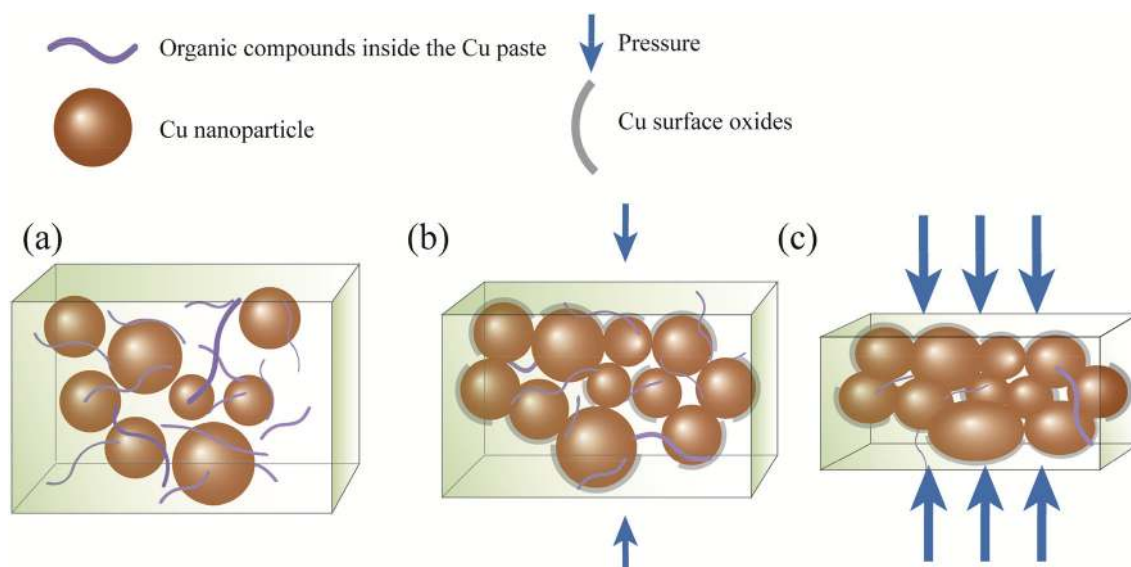 Organic compounds inside the Cu paste
Pressure
Cu nanoparticle
Cu surface oxides
(a)
(b)
(c)